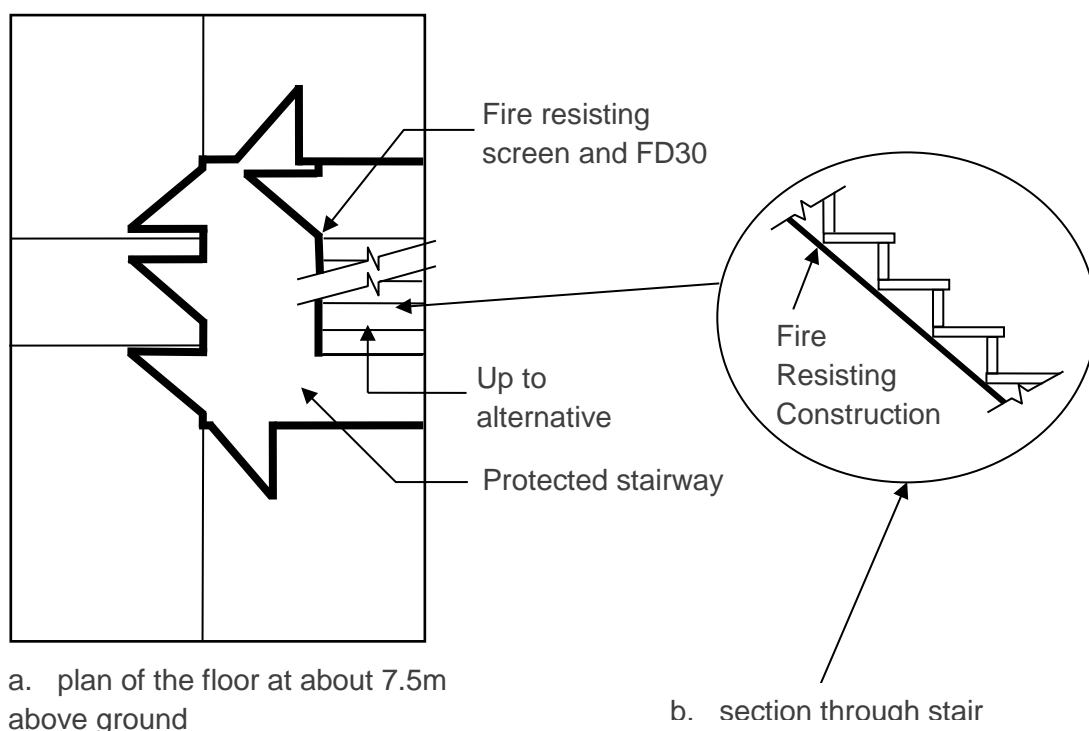 Fire resisting
screen and FD30
Up to
alternative
Protected stairway
Fire
Resisting
Construction
a. plan of the floor at about 7.5m
above ground
b. section through stair